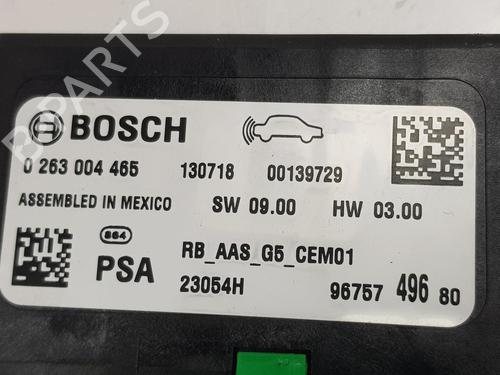 BOSCH
0 263 004 465 130718 00139729
ASSEMBLED IN MEXICO SW 09.00 HW 03.00
864
PSA
RB_AAS_G5_CEM01
23054H 96757 496 80
B-PARTS